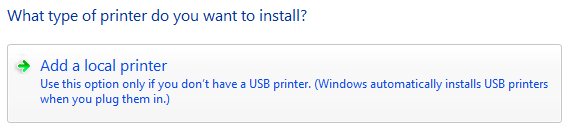 What type of printer do you want to install?
Add a local printer
Use this option only if you don't have a USB printer. (Windows automatically installs USB printers
when you plug them in.)